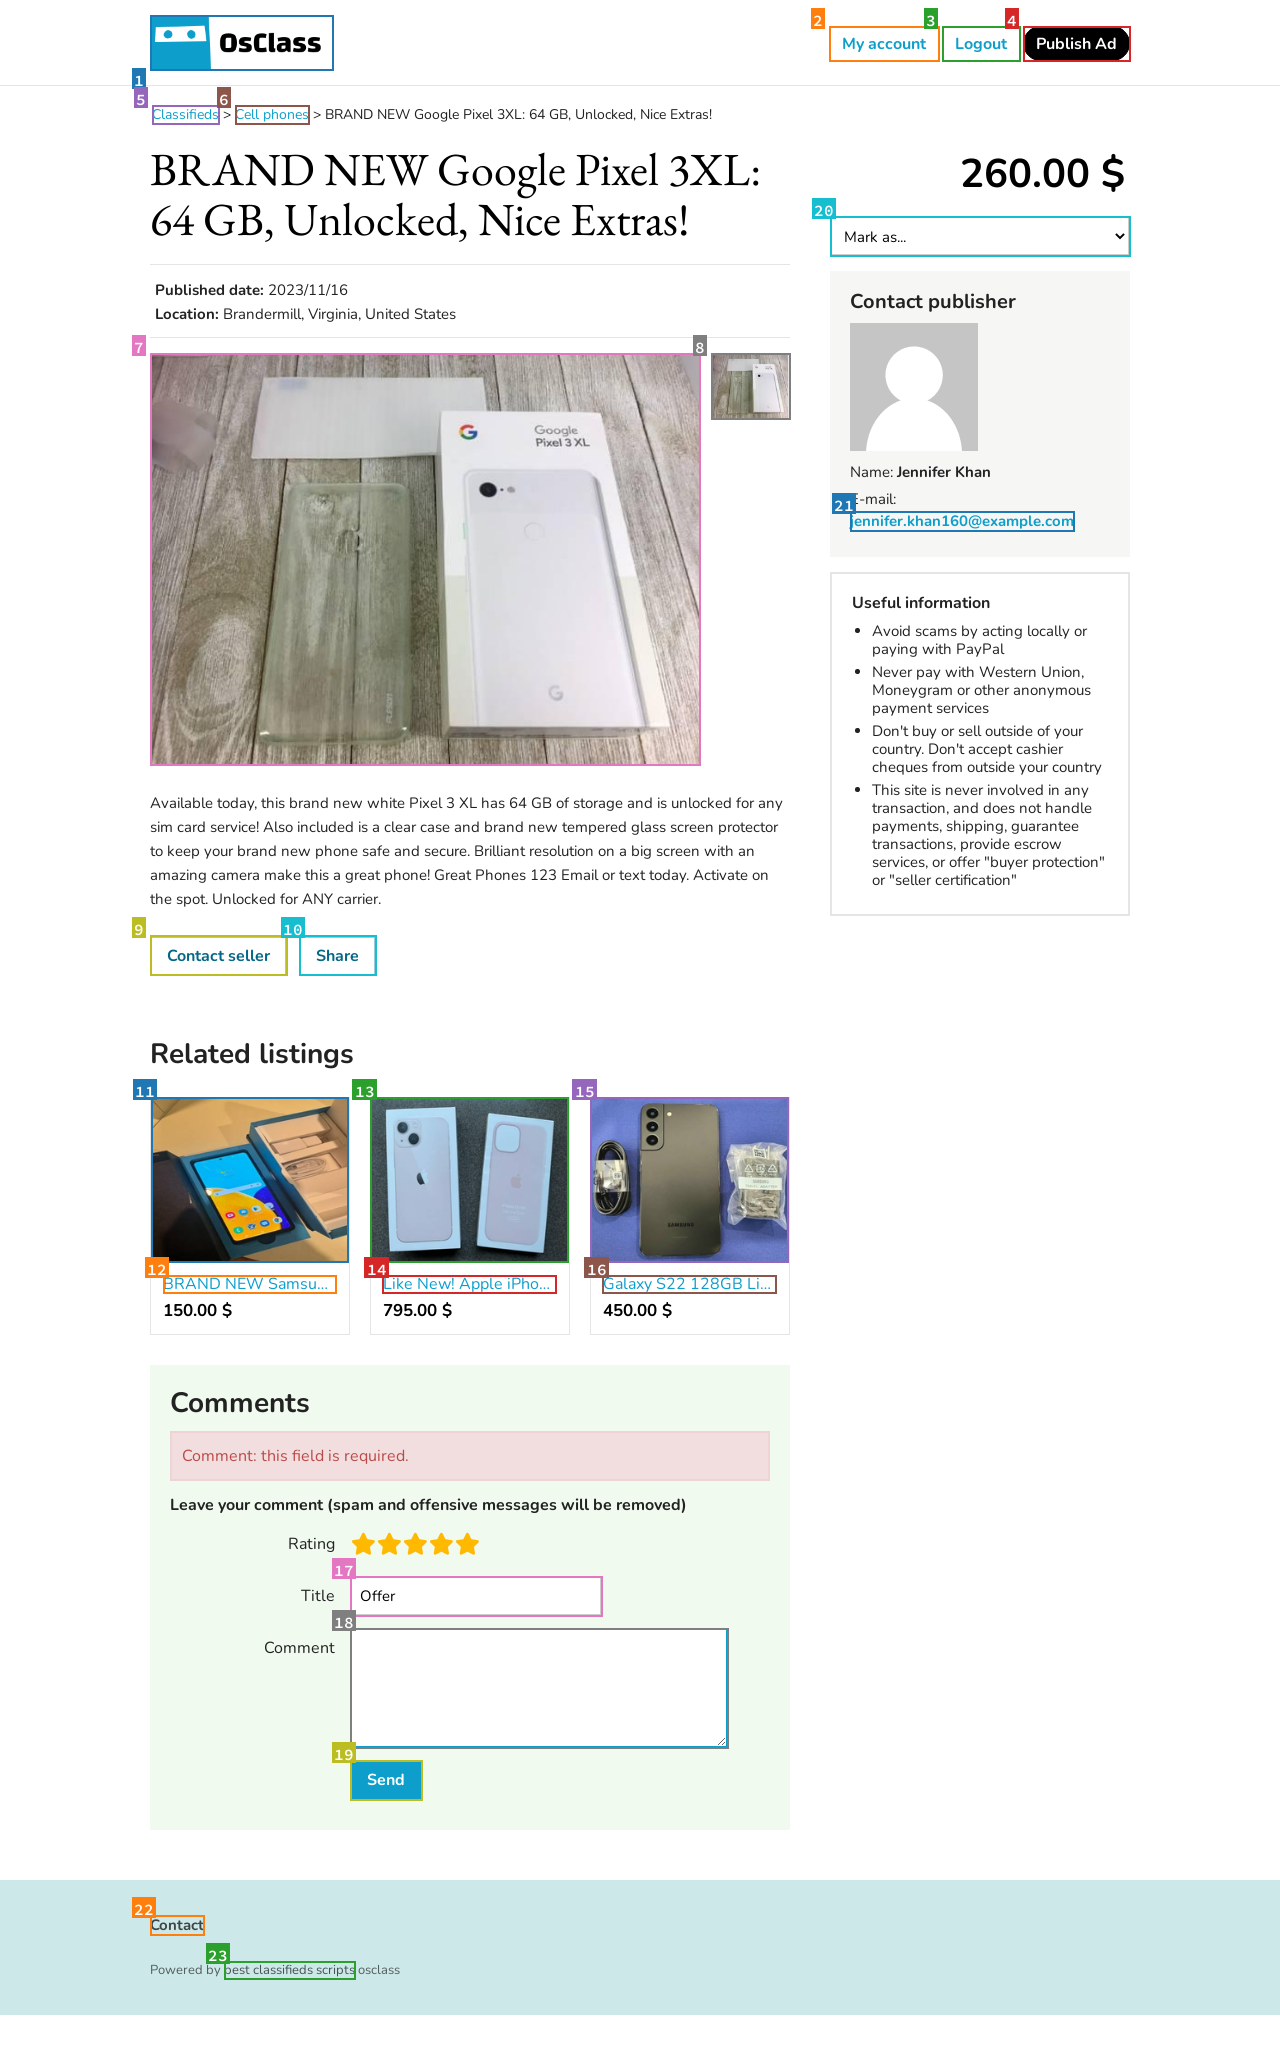 OsClass
2
3
4
My account
Logout
Publish Ad
1
5
6
Classifieds > Cell phones > BRAND NEW Google Pixel 3XL: 64 GB, Unlocked, Nice Extras!
BRAND NEW Google Pixel 3XL:
64 GB, Unlocked, Nice Extras!
260.00 $
20
Mark as...
Published date: 2023/11/16
Location: Brandermill, Virginia, United States
7
8
Google
Pixel 3 XL
Contact publisher
Name: Jennifer Khan
E-mail:
21
jennifer.khan160@example.com
Useful information
Avoid scams by acting locally or
paying with PayPal
Never pay with Western Union,
Moneygram or other anonymous
payment services
Don't buy or sell outside of your
country. Don't accept cashier
cheques from outside your country
This site is never involved in any
transaction, and does not handle
payments, shipping, guarantee
transactions, provide escrow
services, or offer "buyer protection"
or "seller certification"
Available today, this brand new white Pixel 3 XL has 64 GB of storage and is unlocked for any
sim card service! Also included is a clear case and brand new tempered glass screen protector
to keep your brand new phone safe and secure. Brilliant resolution on a big screen with an
amazing camera make this a great phone! Great Phones 123 Email or text today. Activate on
the spot. Unlocked for ANY carrier.
9
10
Contact seller
Share
Related listings
11
13
15
SAMSUNG
12
14
16
BRAND NEW Samsu...
Like New! Apple iPho...
Galaxy S22 128GB Li...
150.00 $
795.00 $
450.00 $
Comments
Comment: this field is required.
Leave your comment (spam and offensive messages will be removed)
Rating
17
Title
Offer
18
Comment
19
Send
22
Contact
23
Powered by best classifieds scripts osclass